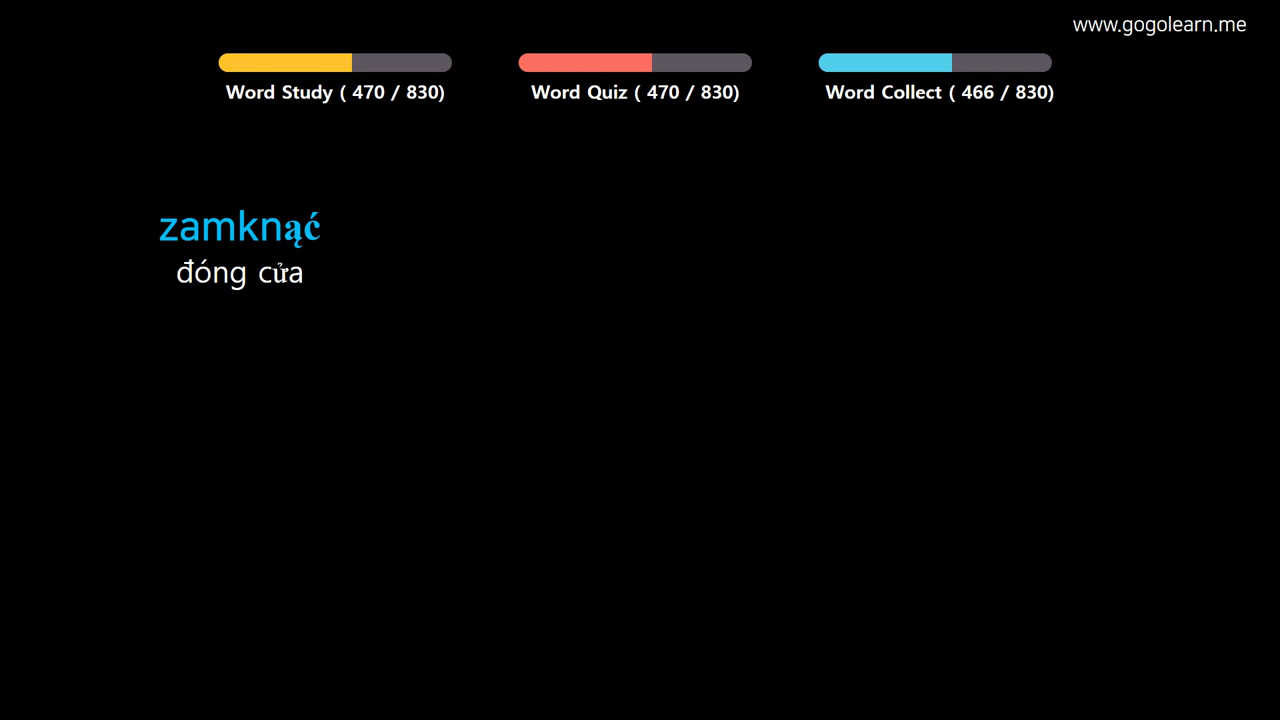 www.gogolearn.me
Word Study ( 470 / 830)
Word Quiz ( 470 / 830)
Word Collect ( 466 / 830)
zamknąć
đóng cửa